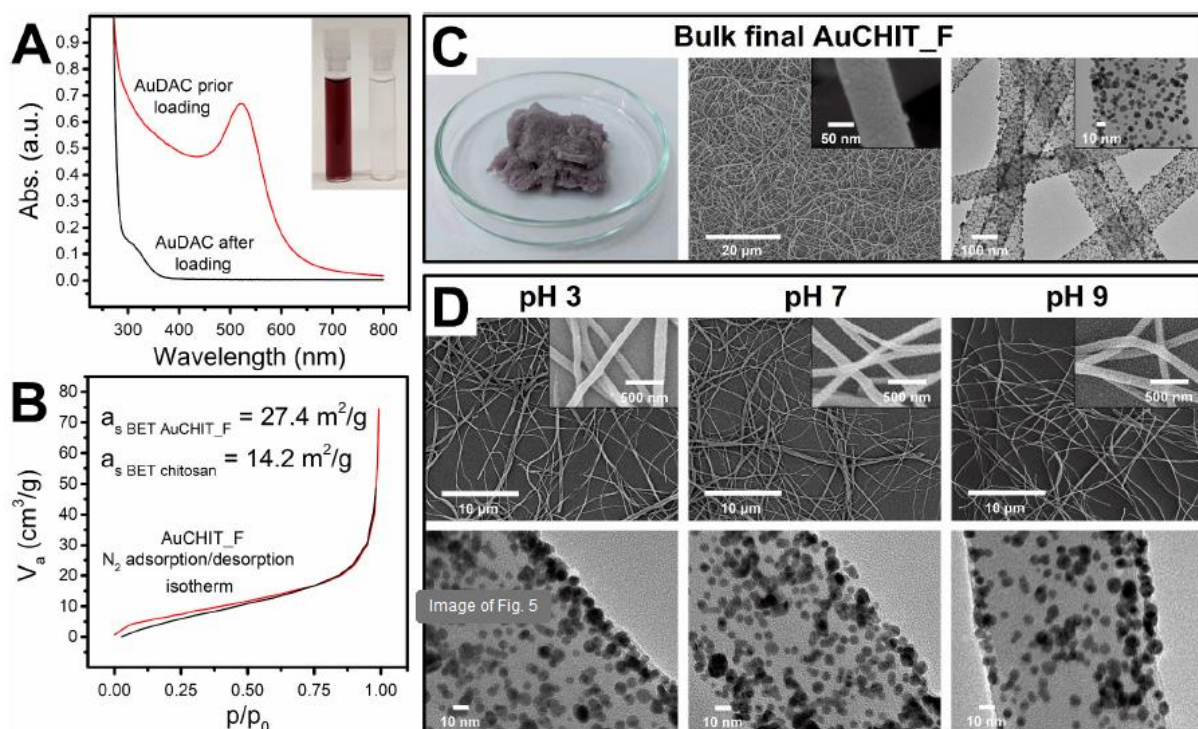 A
AuDAC prior
loading
AuDAC after
loading
Abs. (a.u.)
0.9
0.8
0.7
0.6
0.5
0.4
0.3
0.2
0.1
0.0
300 400 500 600 700 800
Wavelength (nm)
B
a s BET AuCHIT_F = 27.4 m²/g
a s BET chitosan = 14.2 m²/g
AuCHIT_F
N₂ adsorption/desorption
isotherm
Vₐ (cm³/g)
80
70
60
50
40
30
20
10
0
0.00 0.25 0.50 0.75 1.00
p/p₀
C
Bulk final AuCHIT_F
50 nm
20 µm
10 nm
100 nm
D
pH 3 pH 7 pH 9
500 nm 500 nm 500 nm
10 µm 10 µm 10 µm
Image of Fig. 5
10 nm 10 nm 10 nm